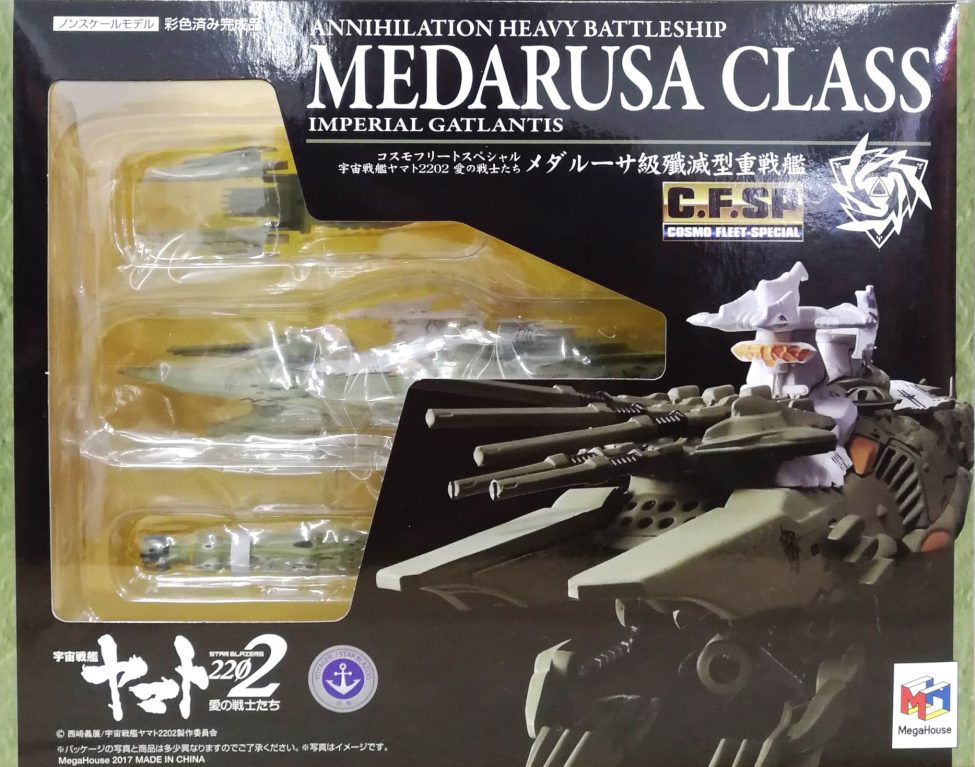 ノンスケールモデル 彩色済み完成品
ANNIHILATION HEAVY BATTLESHIP
MEDARUSA CLASS
IMPERIAL GATLANTIS
コスモフリートスペシャル
宇宙戦艦ヤマト2202 愛の戦士たち メダルーサ級殲滅型重戦艦
C.F.SP
COSMO FLEET-SPECIAL
宇宙戦艦
ヤマト
STAR BLAZERS
2202
愛の戦士たち
VOYAGER / STAR BLAZERS
© 西﨑義展/宇宙戦艦ヤマト2202製作委員会
※パッケージの写真と商品は多少異なりますのでご了承ください。※写真はイメージです。
MegaHouse 2017 MADE IN CHINA
MegaHouse